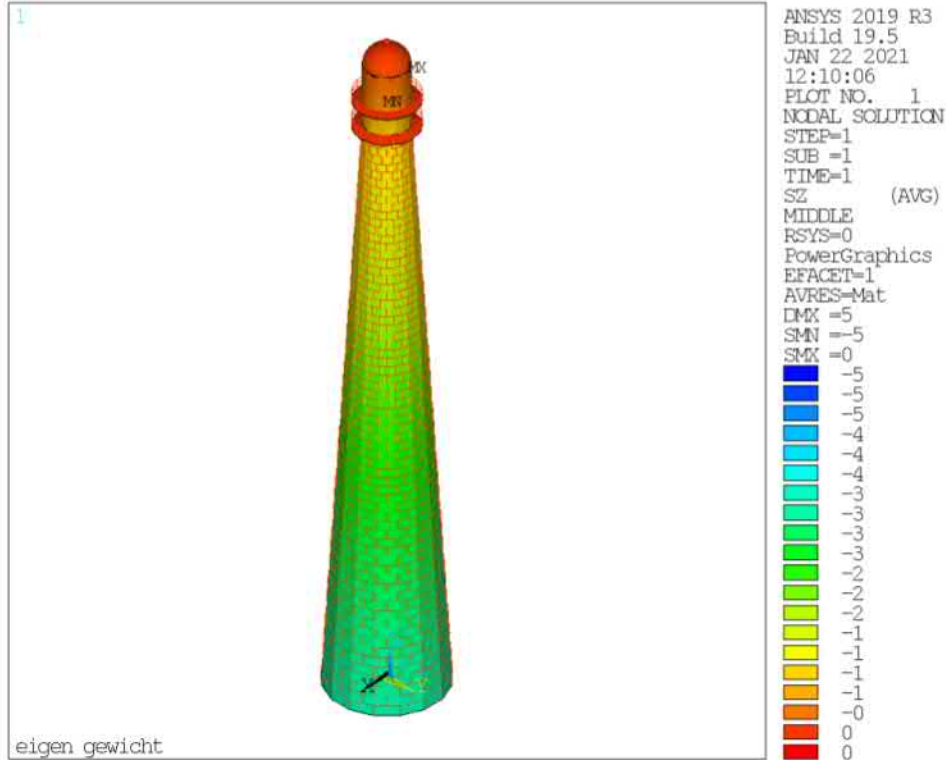 1
MX
MN
X
Y
eigen gewicht
ANSYS 2019 R3
Build 19.5
JAN 22 2021
12:10:06
PLOT NO. 1
NODAL SOLUTION
STEP=1
SUB =1
TIME=1
SZ (AVG)
MIDDLE
RSYS=0
PowerGraphics
EFACET=1
AVRES=Mat
DMX =5
SMN =-5
SMX =0
-5
-5
-5
-4
-4
-4
-3
-3
-3
-3
-2
-2
-2
-1
-1
-1
-1
-0
0
0